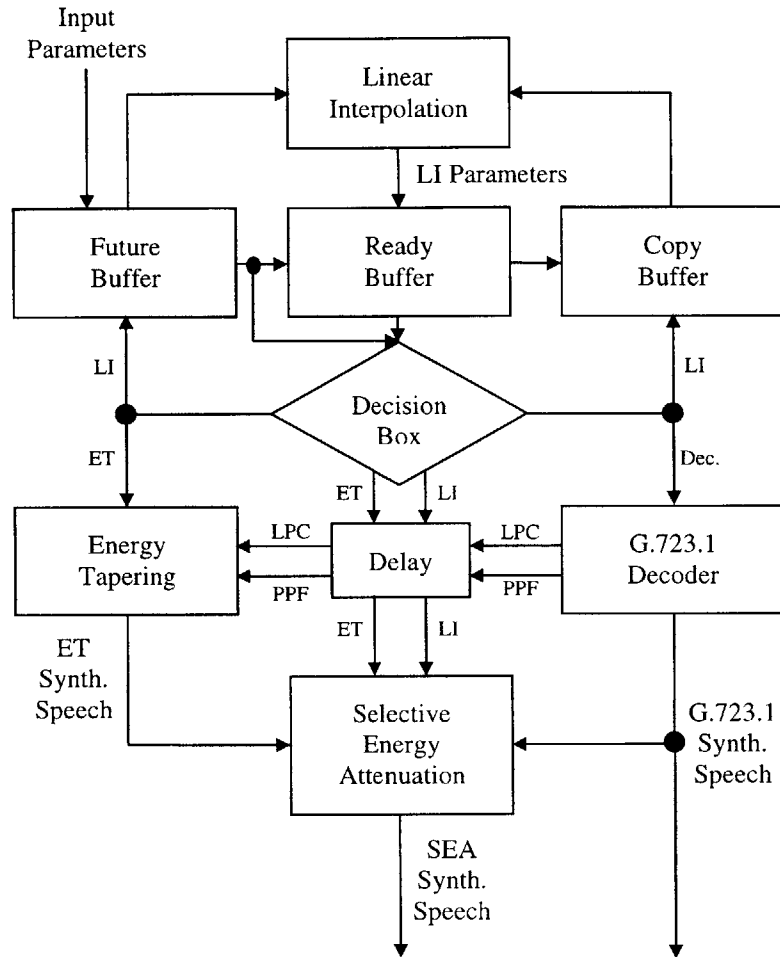 Input
Parameters
Linear
Interpolation
LI Parameters
Future
Buffer
Ready
Buffer
Copy
Buffer
LI
LI
Decision
Box
ET
Dec.
ET
LI
Energy
Tapering
LPC
PPF
Delay
LPC
PPF
G.723.1
Decoder
ET
LI
ET
Synth.
Speech
Selective
Energy
Attenuation
G.723.1
Synth.
Speech
SEA
Synth.
Speech